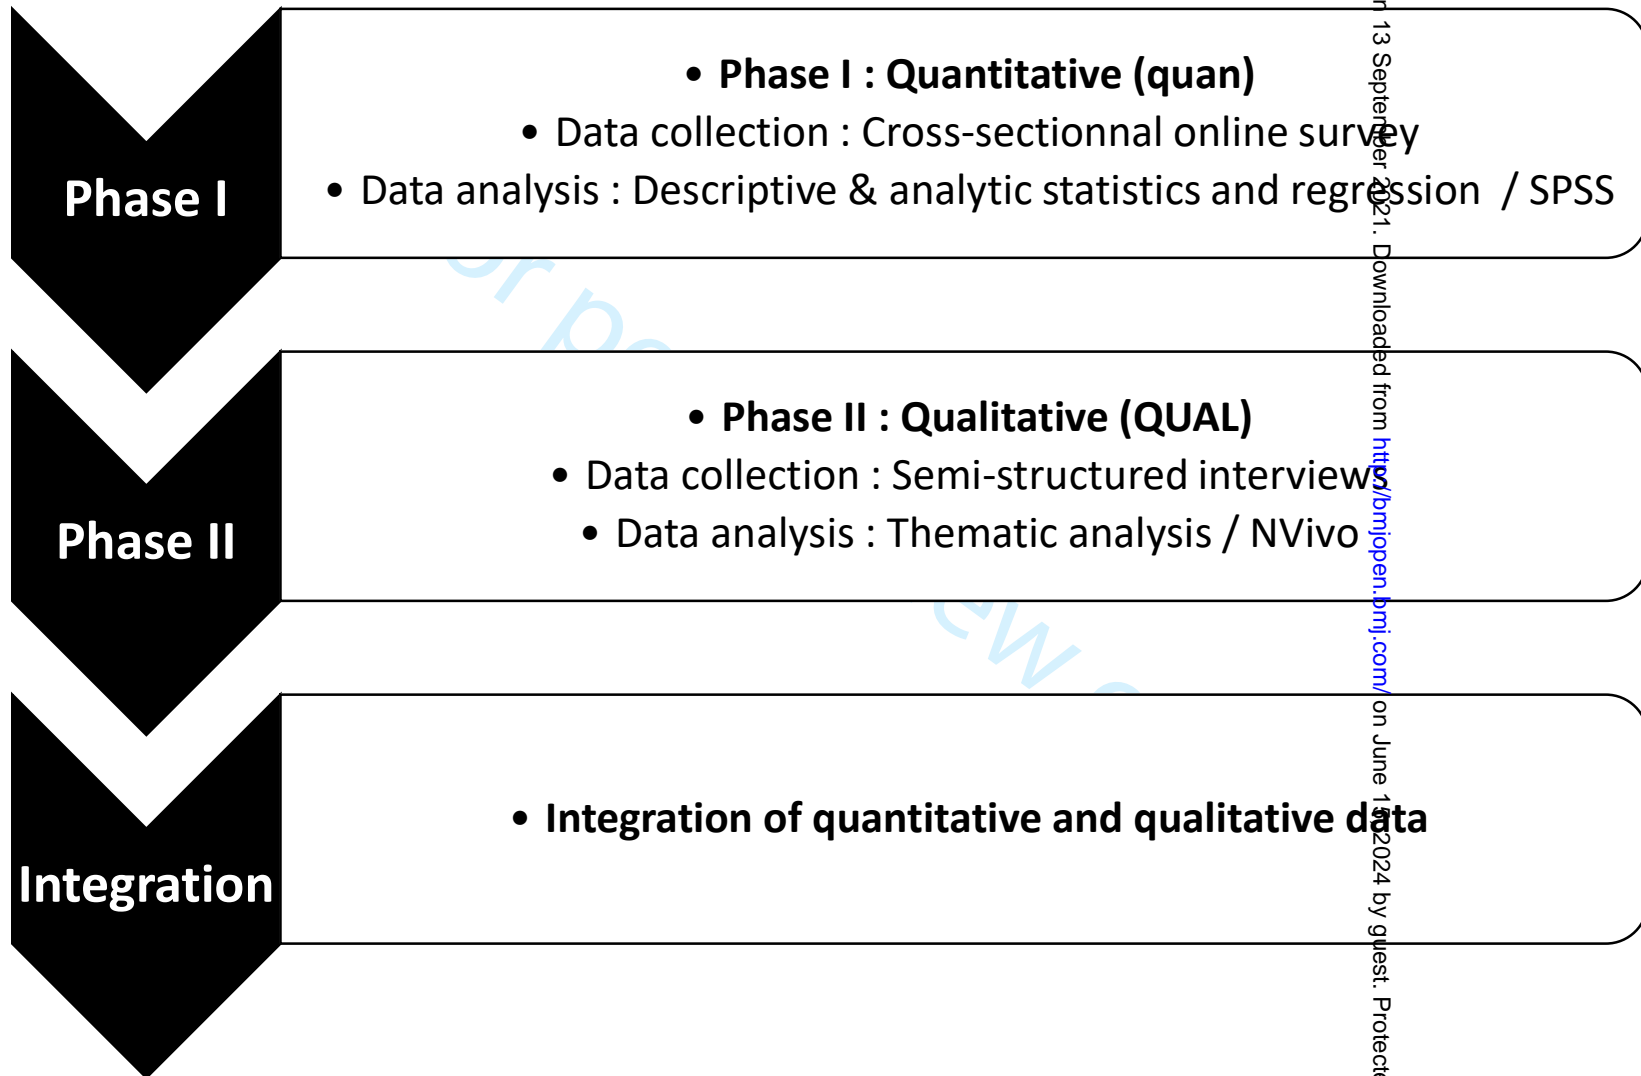 Phase I
• Phase I : Quantitative (quan)
• Data collection : Cross-sectionnal online survey
• Data analysis : Descriptive & analytic statistics and regression / SPSS
Phase II
• Phase II : Qualitative (QUAL)
• Data collection : Semi-structured interviews
• Data analysis : Thematic analysis / NVivo
Integration
• Integration of quantitative and qualitative data
13 September 2021. Downloaded from http://bmjopen.bmj.com/ on June 15, 2024 by guest.